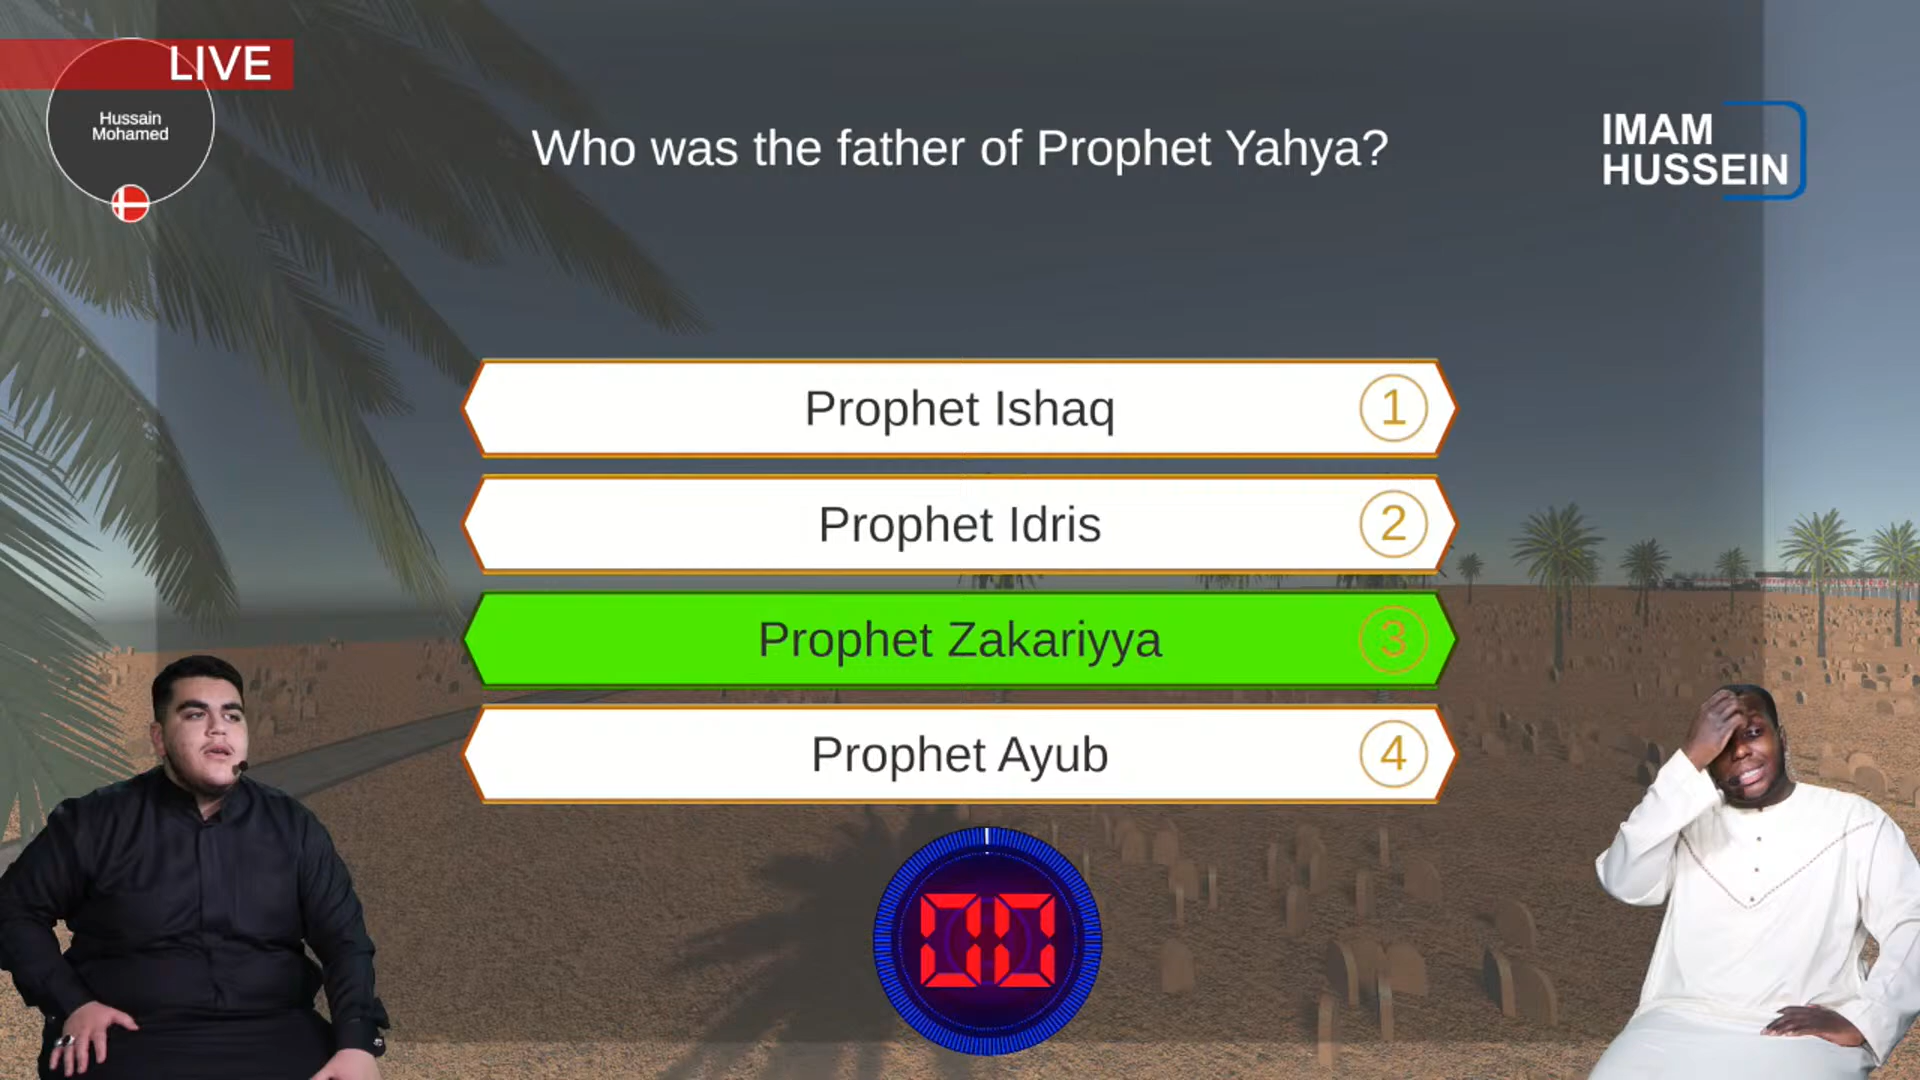 LIVE
Hussain
Mohamed
Who was the father of Prophet Yahya?
IMAM
HUSSEIN
Prophet Ishaq 1
Prophet Idris 2
Prophet Zakariyya 3
Prophet Ayub 4
00